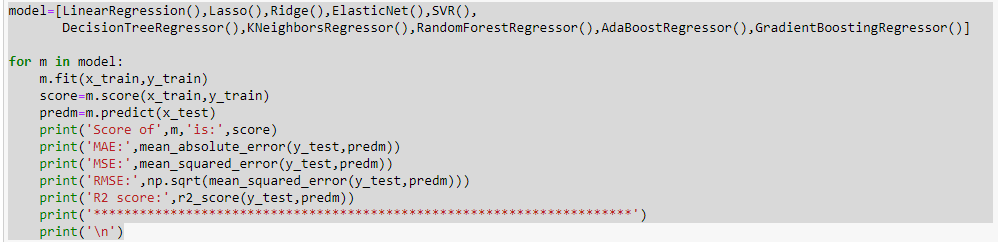 model=[LinearRegression(),Lasso(),Ridge(),ElasticNet(),SVR(),
       DecisionTreeRegressor(),KNeighborsRegressor(),RandomForestRegressor(),AdaBoostRegressor(),GradientBoostingRegressor()]
for m in model:
    m.fit(x_train,y_train)
    score=m.score(x_train,y_train)
    predm=m.predict(x_test)
    print('Score of',m,'is:',score)
    print('MAE:',mean_absolute_error(y_test,predm))
    print('MSE:',mean_squared_error(y_test,predm))
    print('RMSE:',np.sqrt(mean_squared_error(y_test,predm)))
    print('R2 score:',r2_score(y_test,predm))
    print('**********************************************************************')
    print('\n')